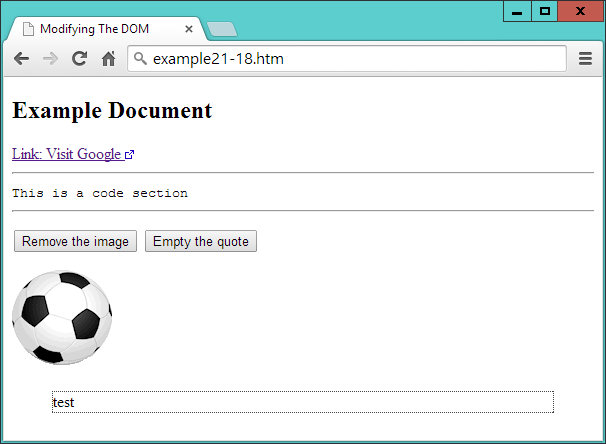 Modifying The DOM
example21-18.htm
Example Document
Link: Visit Google
This is a code section
Remove the image Empty the quote
test